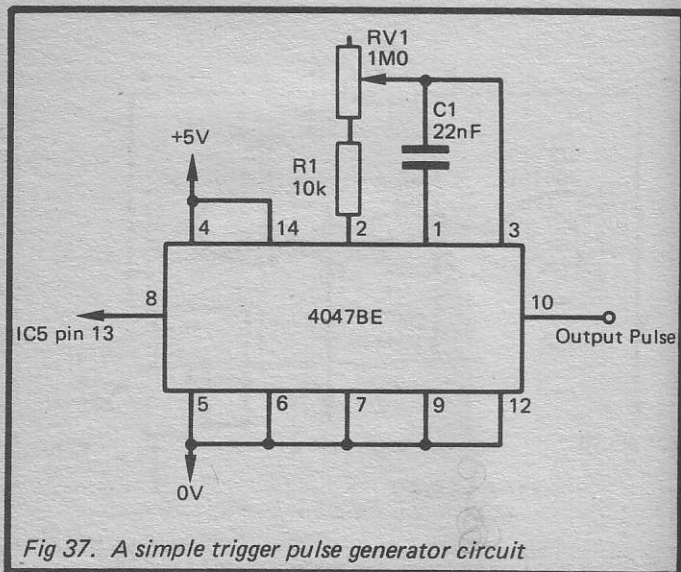 RV1
1M0
C1
22nF
+5V
R1
10k
4
14
2
1
3
8
4047BE
10
IC5 pin 13
Output Pulse
5
6
7
9
12
0V
Fig 37. A simple trigger pulse generator circuit